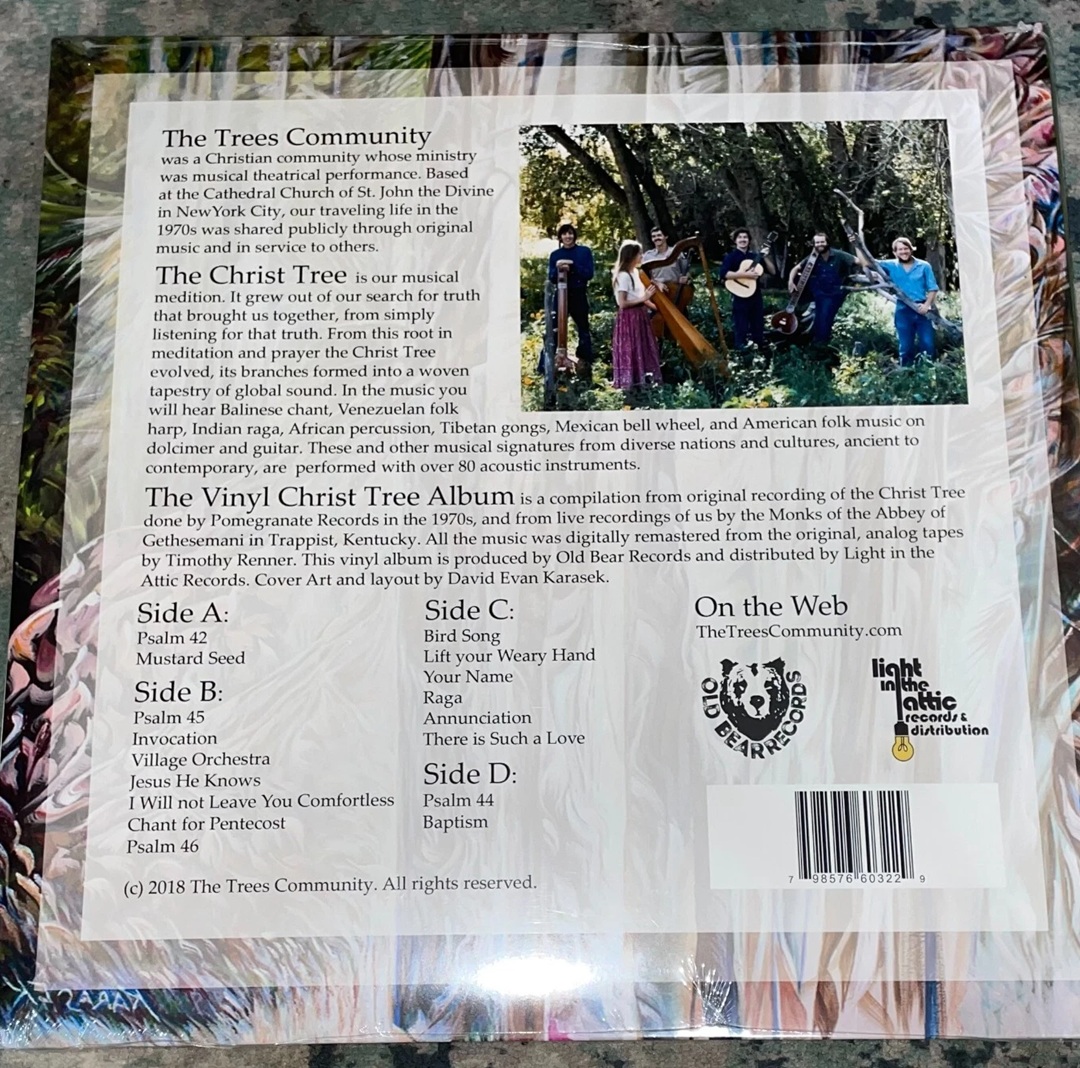 The Trees Community
was a Christian community whose ministry
was musical theatrical performance. Based
at the Cathedral Church of St. John the Divine
in NewYork City, our traveling life in the
1970s was shared publicly through original
music and in service to others.
The Christ Tree is our musical
medition. It grew out of our search for truth
that brought us together, from simply
listening for that truth. From this root in
meditation and prayer the Christ Tree
evolved, its branches formed into a woven
tapestry of global sound. In the music you
will hear Balinese chant, Venezuelan folk
harp, Indian raga, African percussion, Tibetan gongs, Mexican bell wheel, and American folk music on
dolcimer and guitar. These and other musical signatures from diverse nations and cultures, ancient to
contemporary, are performed with over 80 acoustic instruments.
The Vinyl Christ Tree Album is a compilation from original recording of the Christ Tree
done by Pomegranate Records in the 1970s, and from live recordings of us by the Monks of the Abbey of
Gethesemani in Trappist, Kentucky. All the music was digitally remastered from the original, analog tapes
by Timothy Renner. This vinyl album is produced by Old Bear Records and distributed by Light in the
Attic Records. Cover Art and layout by David Evan Karasek.
Side A:
Psalm 42
Mustard Seed
Side B:
Psalm 45
Invocation
Village Orchestra
Jesus He Knows
I Will not Leave You Comfortless
Chant for Pentecost
Psalm 46
Side C:
Bird Song
Lift your Weary Hand
Your Name
Raga
Annunciation
There is Such a Love
Side D:
Psalm 44
Baptism
On the Web
TheTreesCommunity.com
OLD BEAR RECORDS
light
in the
attic
records &
distribution
7 98576 60322 9
(c) 2018 The Trees Community. All rights reserved.